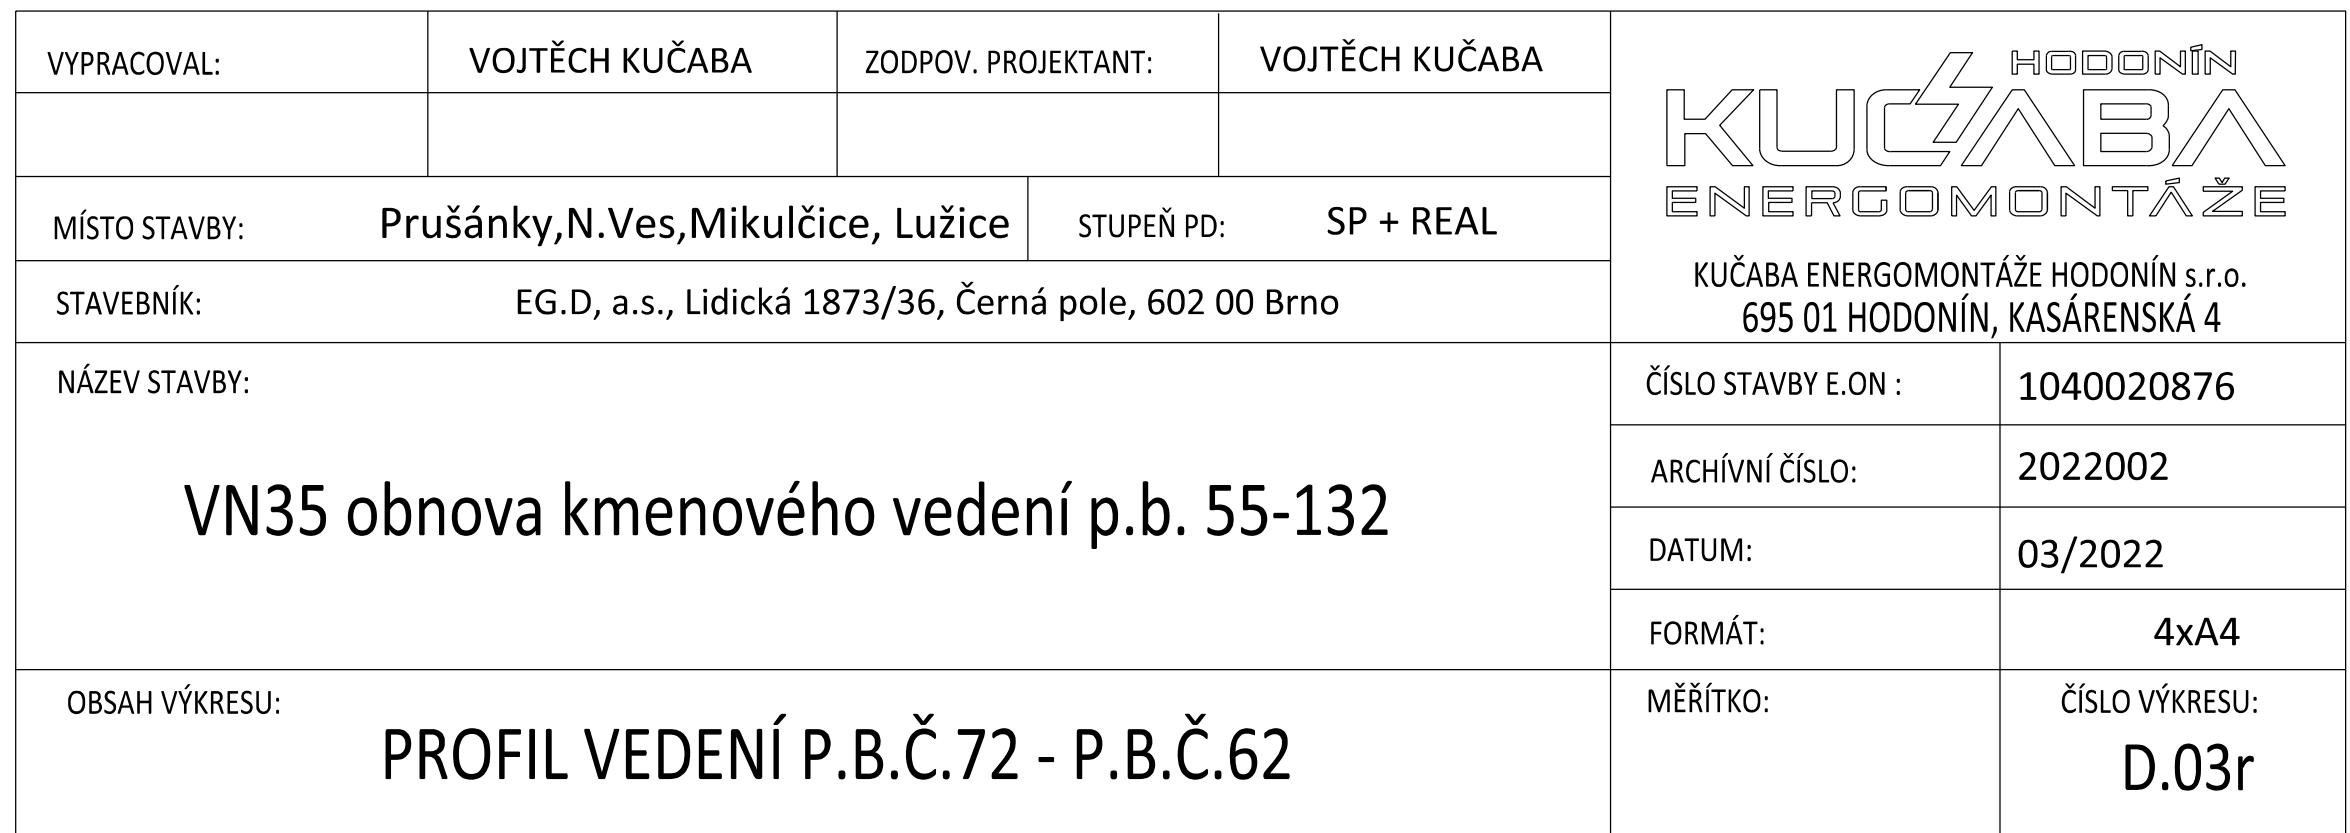 VYPRACOVAL: VOJTĚCH KUČABA ZODPOV. PROJEKTANT: VOJTĚCH KUČABA
HODONÍN
KUČABA
ENERGOMONTÁŽE
MÍSTO STAVBY: Prušánky,N.Ves,Mikulčice, Lužice STUPEŇ PD: SP + REAL
KUČABA ENERGOMONTÁŽE HODONÍN s.r.o.
695 01 HODONÍN, KASÁRENSKÁ 4
STAVEBNÍK: EG.D, a.s., Lidická 1873/36, Černá pole, 602 00 Brno
NÁZEV STAVBY:
VN35 obnova kmenového vedení p.b. 55-132
ČÍSLO STAVBY E.ON : 1040020876
ARCHÍVNÍ ČÍSLO: 2022002
DATUM: 03/2022
FORMÁT: 4xA4
OBSAH VÝKRESU:
PROFIL VEDENÍ P.B.Č.72 - P.B.Č.62
MĚŘÍTKO:
ČÍSLO VÝKRESU:
D.03r